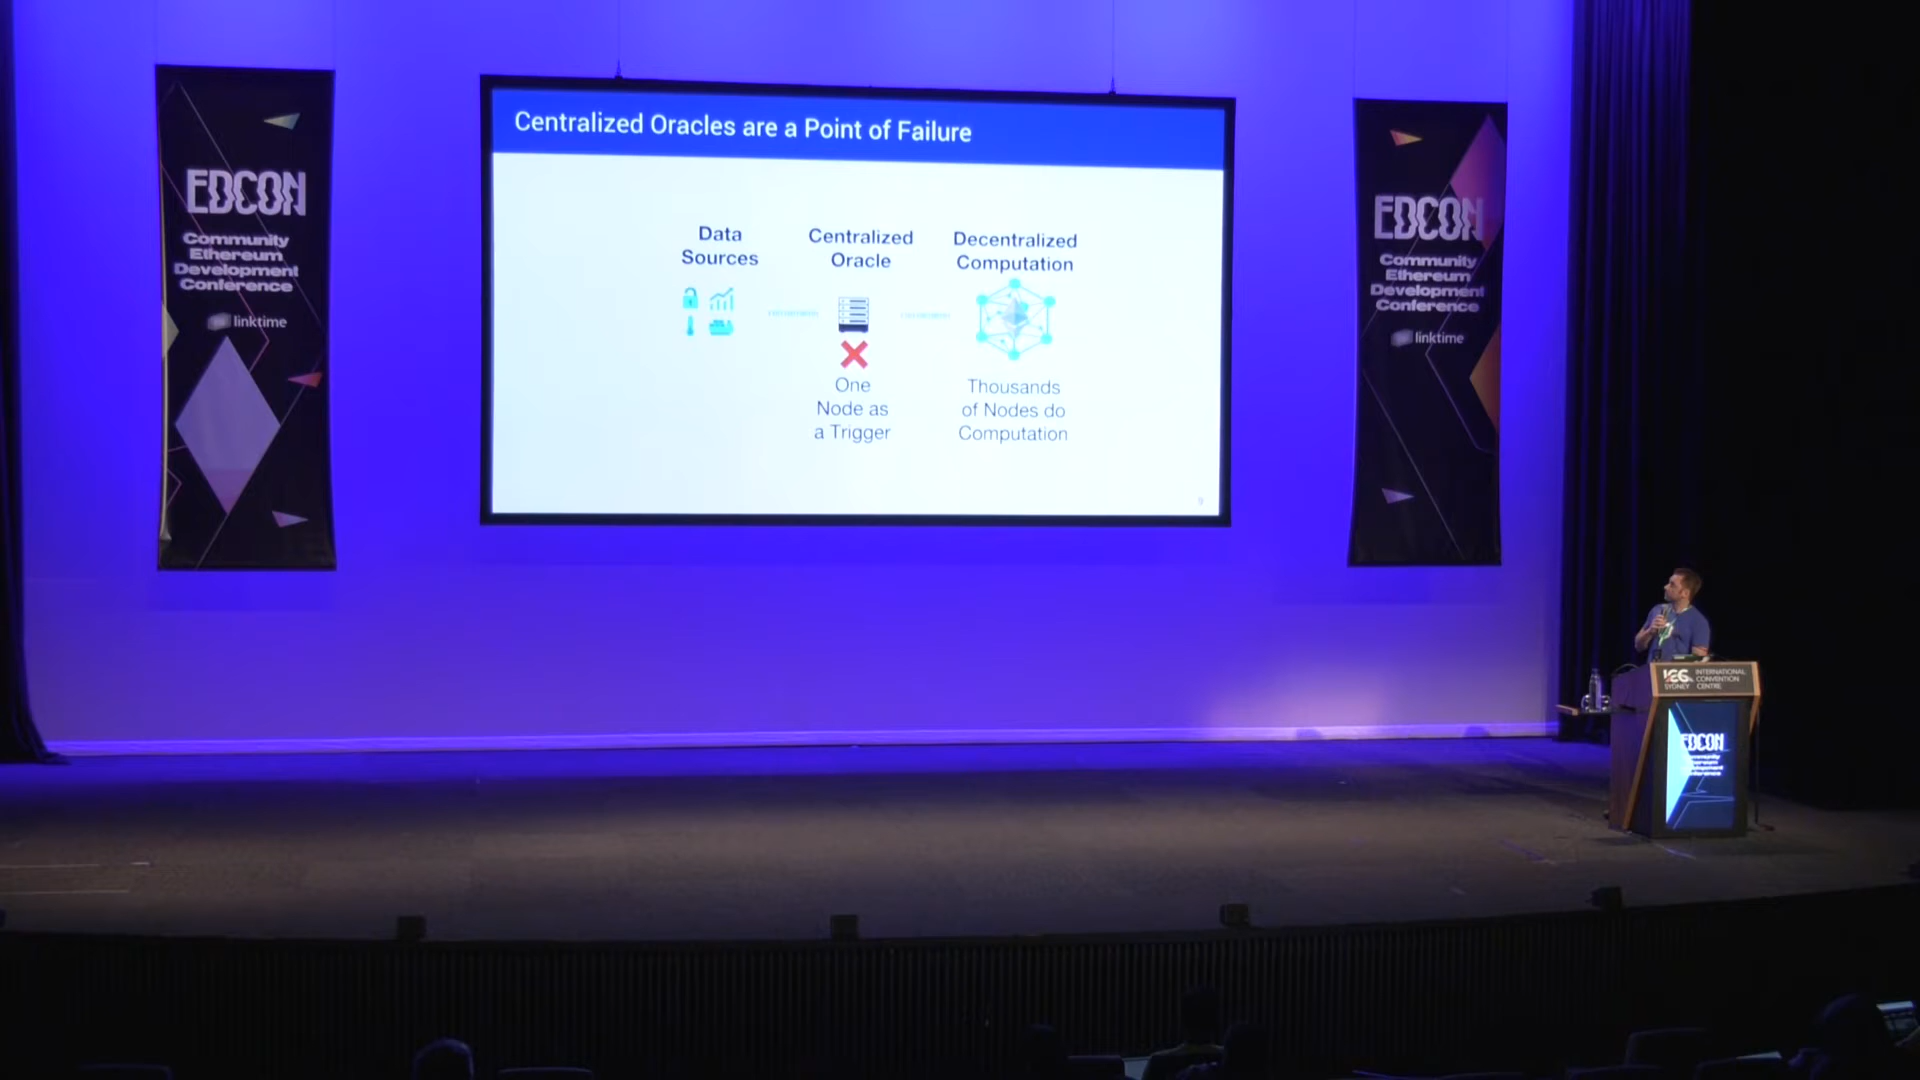 EDCON
Community
Ethereum
Development
Conference
linktime
Centralized Oracles are a Point of Failure
Data
Sources
Centralized
Oracle
Decentralized
Computation
One
Node as
a Trigger
Thousands
of Nodes do
Computation
9
EDCON
Community
Ethereum
Development
Conference
linktime
ICC
SYDNEY
INTERNATIONAL
CONVENTION
CENTRE
EDCON